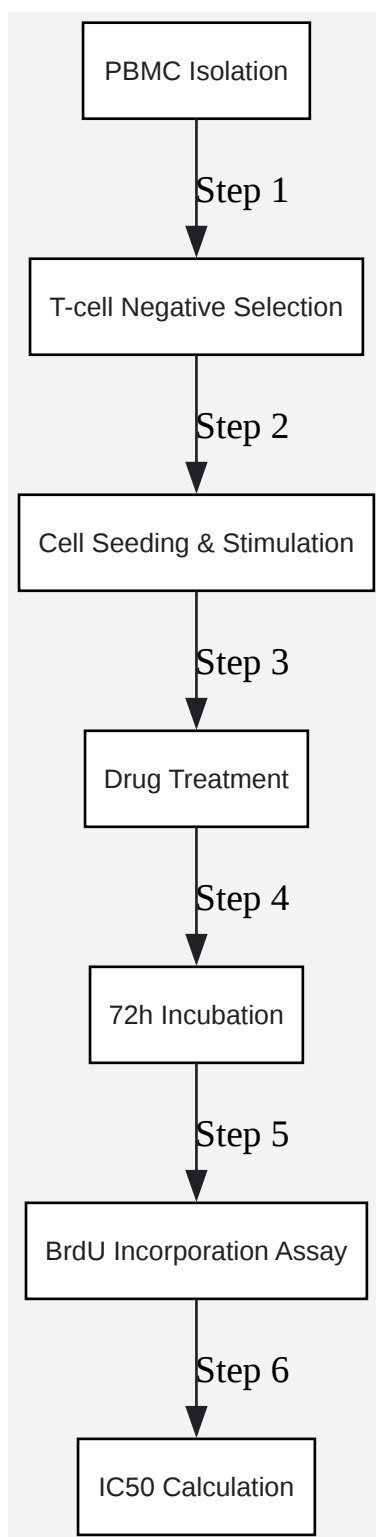 PBMC Isolation
Step 1
T-cell Negative Selection
Step 2
Cell Seeding & Stimulation
Step 3
Drug Treatment
Step 4
72h Incubation
Step 5
BrdU Incorporation Assay
Step 6
IC50 Calculation